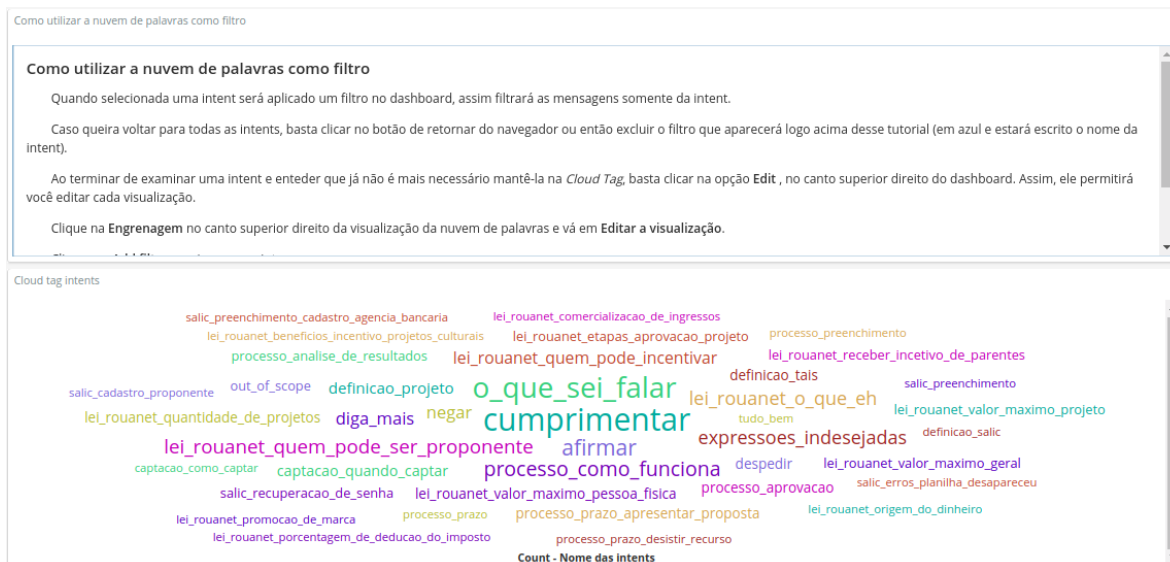 Como utilizar a nuvem de palavras como filtro
Como utilizar a nuvem de palavras como filtro
Quando selecionada uma intent será aplicado um filtro no dashboard, assim filtrará as mensagens somente da intent.
Caso queira voltar para todas as intents, basta clicar no botão de retornar do navegador ou então excluir o filtro que aparecerá logo acima desse tutorial (em azul e estará escrito o nome da
intent).
Ao terminar de examinar uma intent e enteder que já não é mais necessário mantê-la na Cloud Tag, basta clicar na opção Edit , no canto superior direito do dashboard. Assim, ele permitirá
você editar cada visualização.
Clique na Engrenagem no canto superior direito da visualização da nuvem de palavras e vá em Editar a visualização.
Cloud tag intents
salic_preenchimento_cadastro_agencia_bancaria lei_rouanet_comercializacao_de_ingressos
lei_rouanet_beneficios_incentivo_projetos_culturais lei_rouanet_etapas_aprovacao_projeto processo_preenchimento
processo_analise_de_resultados lei_rouanet_quem_pode_incentivar lei_rouanet_receber_incetivo_de_parentes
salic_cadastro_proponente out_of_scope definicao_projeto o_que_sei_falar definicao_tais salic_preenchimento
lei_rouanet_quantidade_de_projetos diga_mais negar cumprimentar lei_rouanet_o_que_eh tudo_bem lei_rouanet_valor_maximo_projeto
lei_rouanet_quem_pode_ser_proponente afirmar expressoes_indesejadas definicao_salic
captacao_como_captar captacao_quando_captar processo_como_funciona despedir lei_rouanet_valor_maximo_geral
salic_recuperacao_de_senha lei_rouanet_valor_maximo_pessoa_fisica processo_aprovacao salic_erros_planilha_desapareceu
lei_rouanet_promocao_de_marca processo_prazo processo_prazo_apresentar_proposta lei_rouanet_origem_do_dinheiro
lei_rouanet_porcentagem_de_deducao_do_imposto processo_prazo_desistir_recurso
Count - Nome das intents